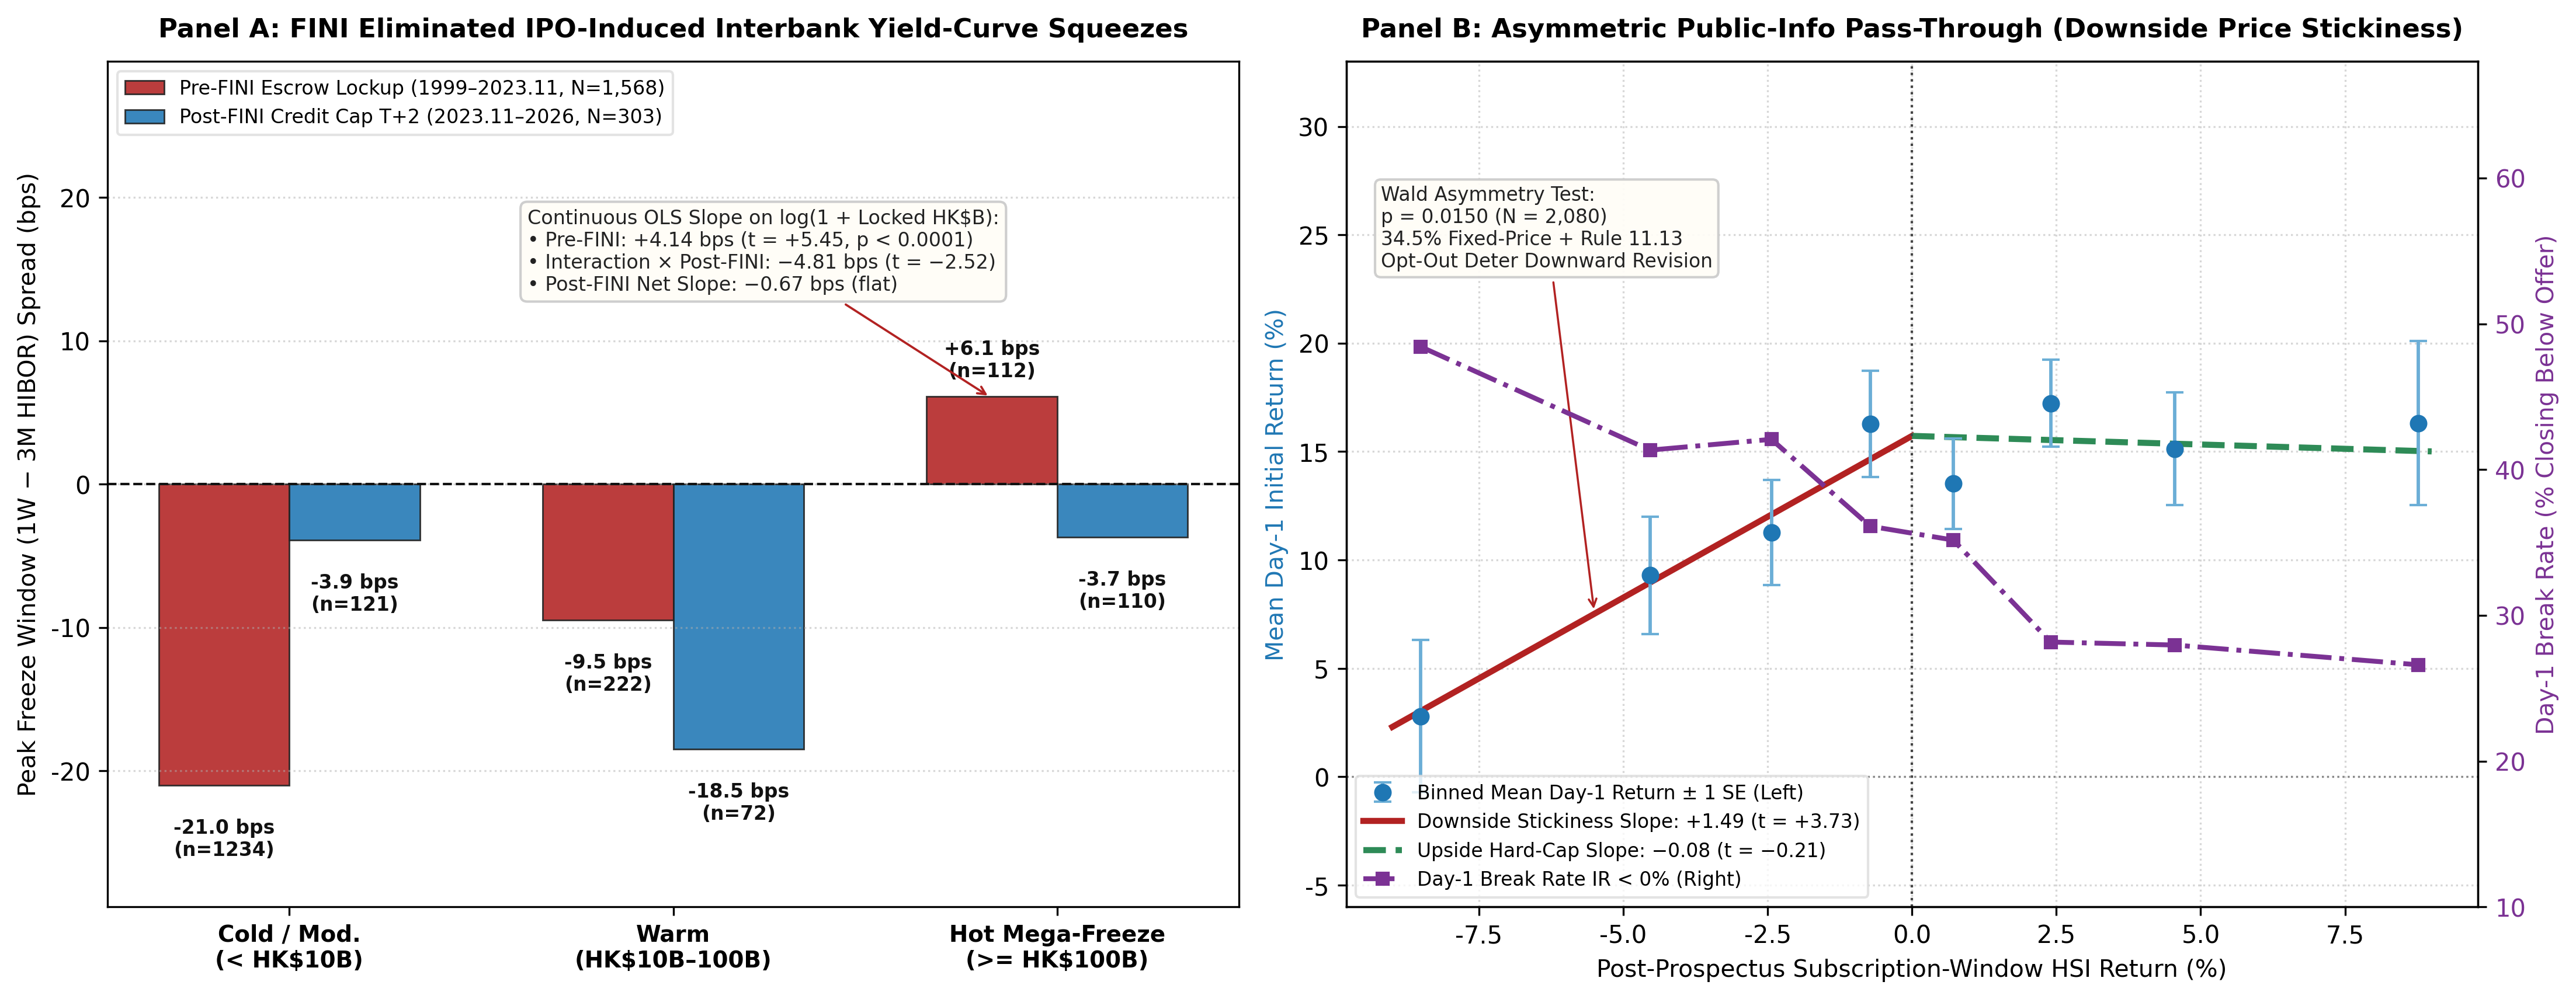 Panel A: FINI Eliminated IPO-Induced Interbank Yield-Curve Squeezes
Pre-FINI Escrow Lockup (1999–2023.11, N=1,568)
Post-FINI Credit Cap T+2 (2023.11–2026, N=303)
Peak Freeze Window (1W − 3M HIBOR) Spread (bps)
20
10
0
-10
-20
Continuous OLS Slope on log(1 + Locked HK$B):
• Pre-FINI: +4.14 bps (t = +5.45, p < 0.0001)
• Interaction × Post-FINI: −4.81 bps (t = −2.52)
• Post-FINI Net Slope: −0.67 bps (flat)
+6.1 bps
(n=112)
-3.9 bps
(n=121)
-3.7 bps
(n=110)
-9.5 bps
(n=222)
-18.5 bps
(n=72)
-21.0 bps
(n=1234)
Cold / Mod.
(< HK$10B)
Warm
(HK$10B–100B)
Hot Mega-Freeze
(>= HK$100B)
Panel B: Asymmetric Public-Info Pass-Through (Downside Price Stickiness)
Mean Day-1 Initial Return (%)
30
25
20
15
10
5
0
-5
Wald Asymmetry Test:
p = 0.0150 (N = 2,080)
34.5% Fixed-Price + Rule 11.13
Opt-Out Deter Downward Revision
Binned Mean Day-1 Return ± 1 SE (Left)
Downside Stickiness Slope: +1.49 (t = +3.73)
Upside Hard-Cap Slope: −0.08 (t = −0.21)
Day-1 Break Rate IR < 0% (Right)
-7.5
-5.0
-2.5
0.0
2.5
5.0
7.5
Post-Prospectus Subscription-Window HSI Return (%)
60
50
40
30
20
10
Day-1 Break Rate (% Closing Below Offer)